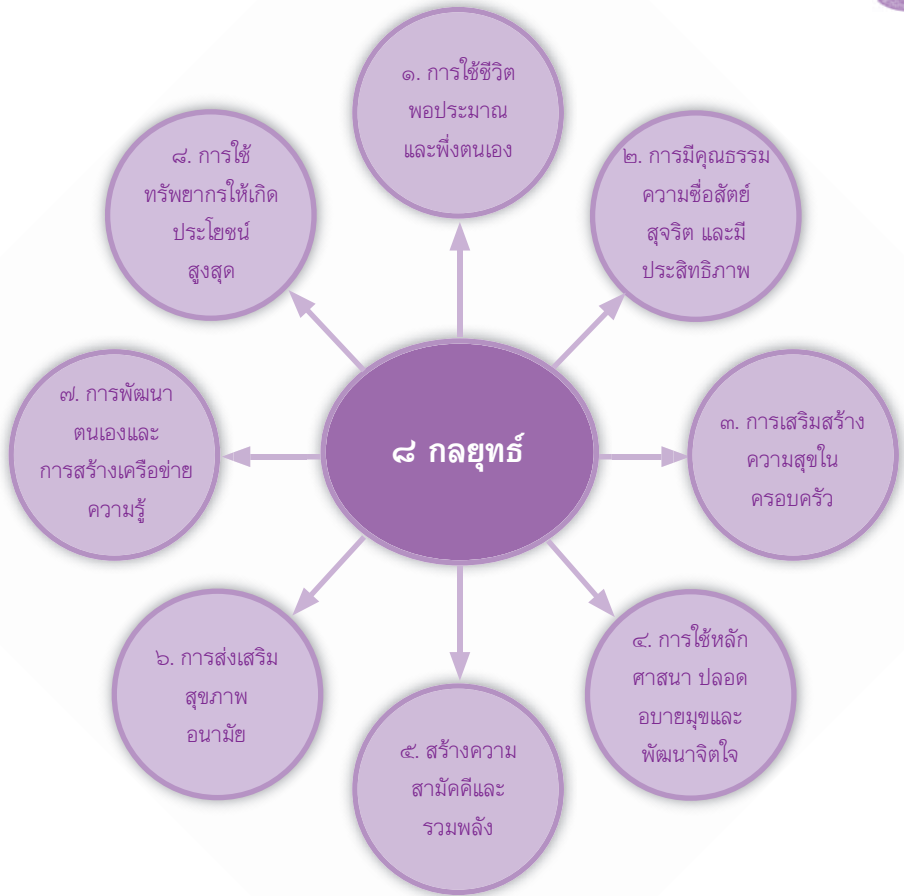 ๘ กลยุทธ์
๑. การใช้ชีวิต
พอประมาณ
และพึ่งตนเอง
๒. การมีคุณธรรม
ความซื่อสัตย์
สุจริต และมี
ประสิทธิภาพ
๓. การเสริมสร้าง
ความสุขใน
ครอบครัว
๔. การใช้หลัก
ศาสนา ปลอด
อบายมุขและ
พัฒนาจิตใจ
๕. สร้างความ
สามัคคีและ
รวมพลัง
๖. การส่งเสริม
สุขภาพ
อนามัย
๗. การพัฒนา
ตนเองและ
การสร้างเครือข่าย
ความรู้
๘. การใช้
ทรัพยากรให้เกิด
ประโยชน์
สูงสุด